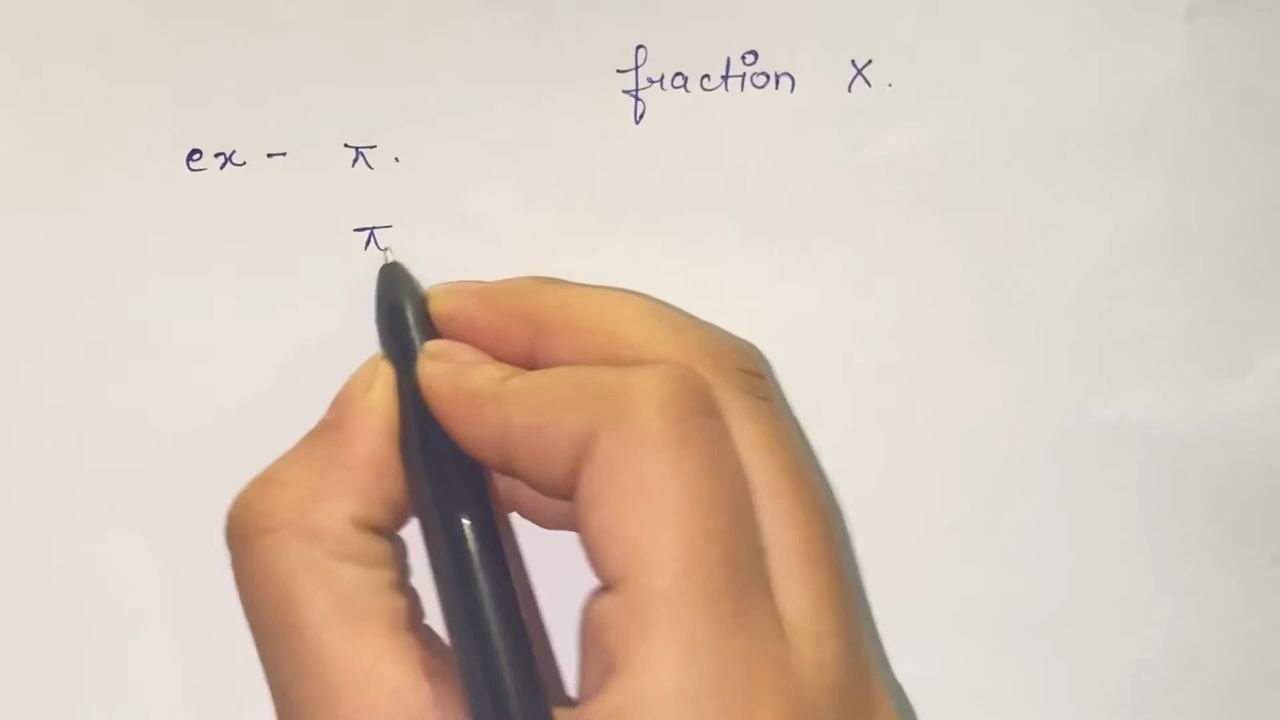 fraction X.
ex - π.
π